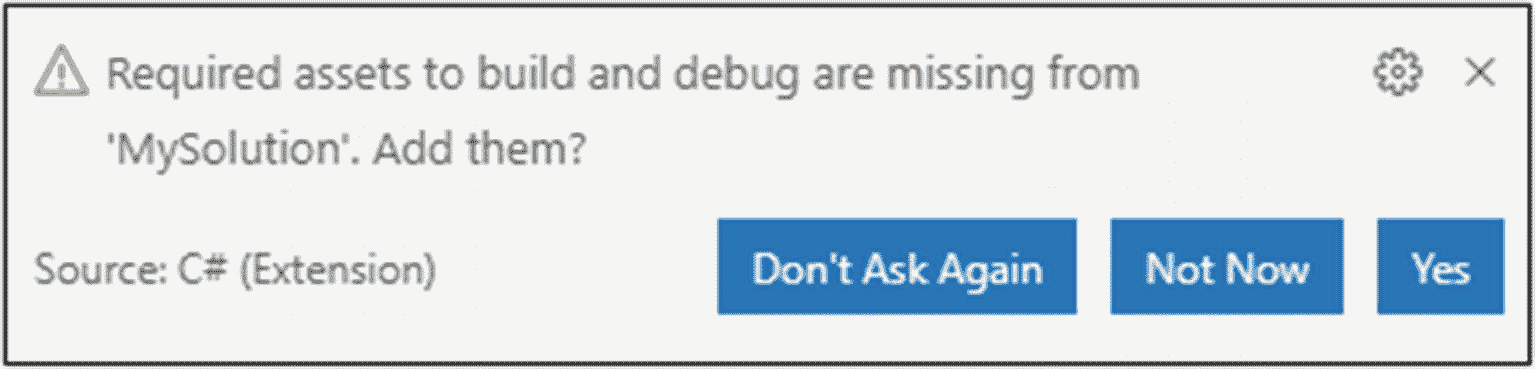 Required assets to build and debug are missing from
'MySolution'. Add them?
Source: C# (Extension)
Don't Ask Again
Not Now
Yes